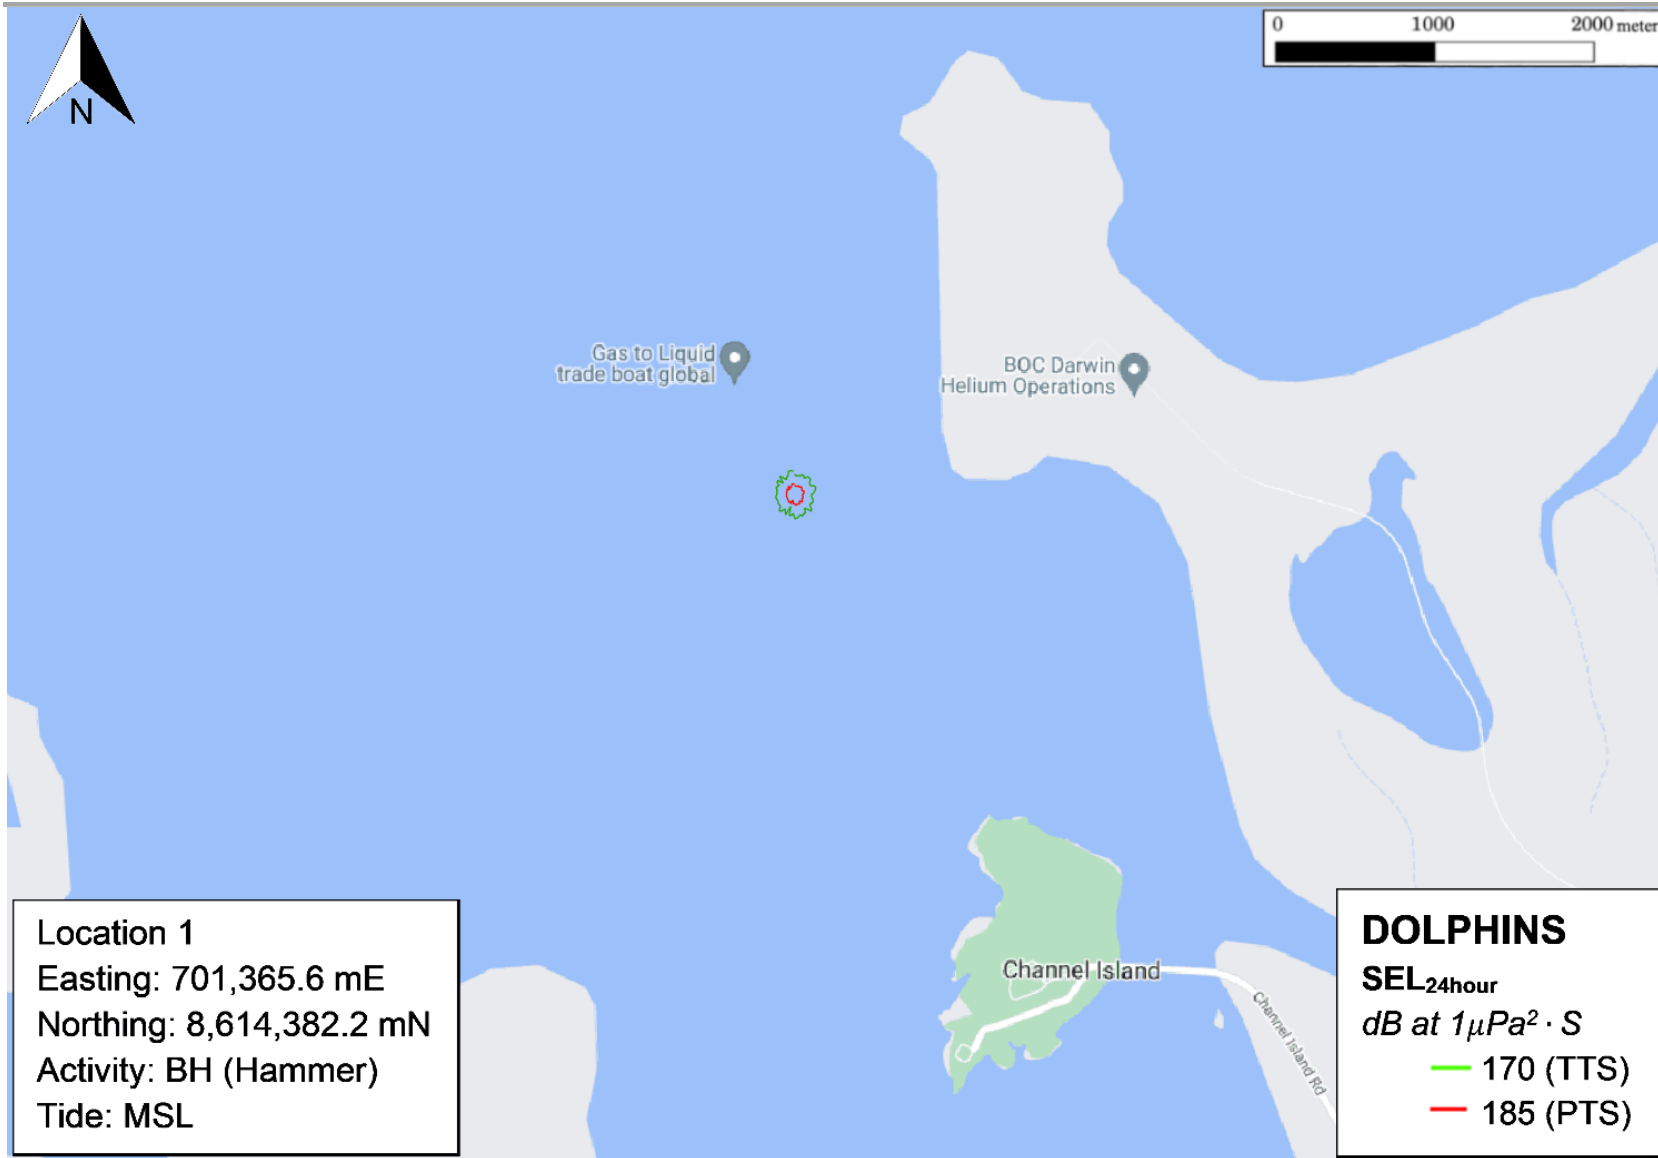 N
0 1000 2000 meter
Gas to Liquid
trade boat global
BOC Darwin
Helium Operations
Channel Island
Channel Island Rd
Location 1
Easting: 701,365.6 mE
Northing: 8,614,382.2 mN
Activity: BH (Hammer)
Tide: MSL
DOLPHINS
SEL24hour
dB at 1μPa² · S
170 (TTS)
185 (PTS)